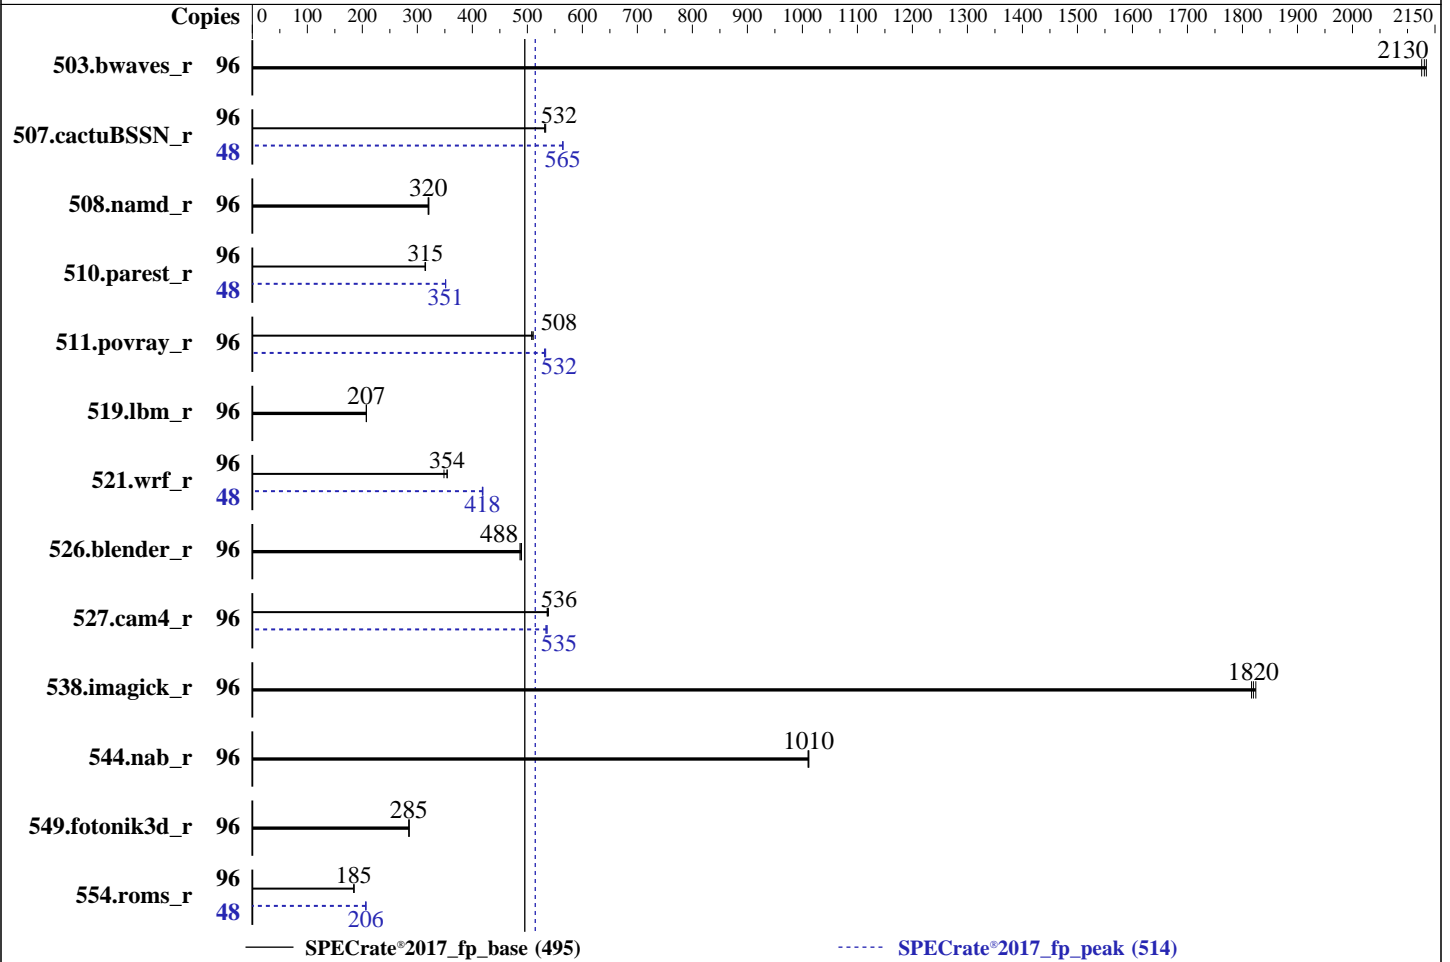 Copies 0 100 200 300 400 500 600 700 800 900 1000 1100 1200 1300 1400 1500 1600 1700 1800 1900 2000 2150
503.bwaves_r 96 2130
96 532
507.cactuBSSN_r
48 565
508.namd_r 96 320
96 315
510.parest_r
48 351
508
511.povray_r 96
532
519.lbm_r 96 207
96 354
521.wrf_r
48 418
526.blender_r 96 488
536
527.cam4_r 96
535
538.imagick_r 96 1820
544.nab_r 96 1010
549.fotonik3d_r 96 285
96 185
554.roms_r
48 206
SPECrate®2017_fp_base (495) SPECrate®2017_fp_peak (514)